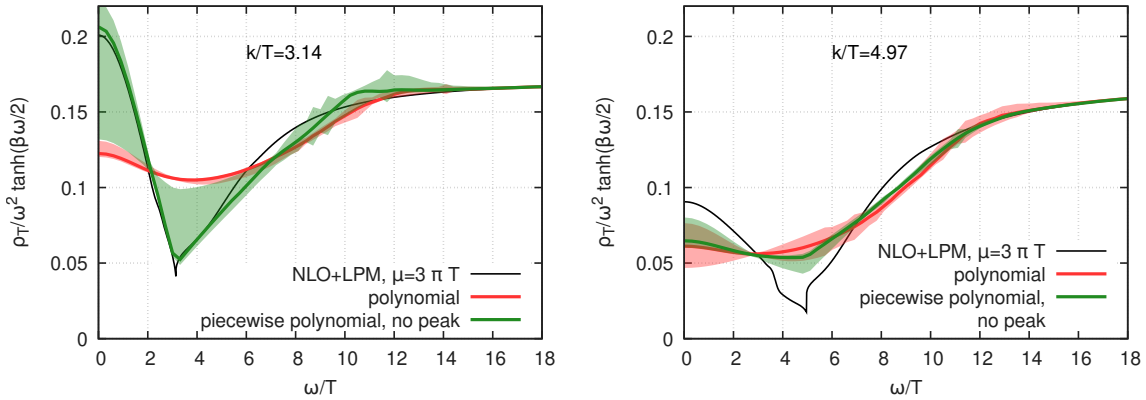 k/T=3.14
ρT/ω² tanh(βω/2)
0.2
0.15
0.1
0.05
0
NLO+LPM, μ=3 π T
polynomial
piecewise polynomial, no peak
0 2 4 6 8 10 12 14 16 18
ω/T
k/T=4.97
ρT/ω² tanh(βω/2)
0.2
0.15
0.1
0.05
0
NLO+LPM, μ=3 π T
polynomial
piecewise polynomial,
no peak
0 2 4 6 8 10 12 14 16 18
ω/T